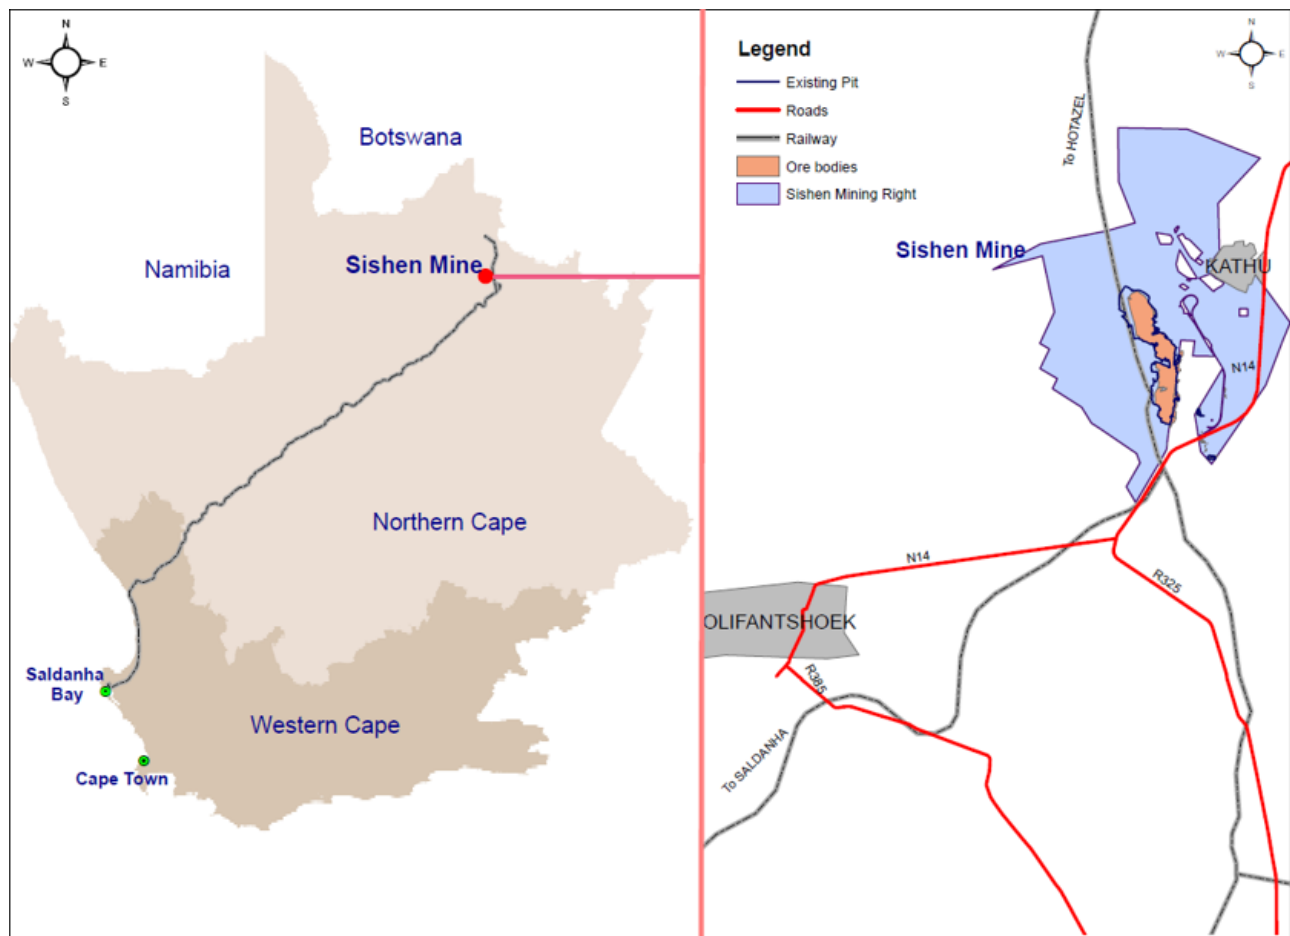 N
W E
S
Botswana
Namibia
Sishen Mine
Northern Cape
Saldanha
Bay
Western Cape
Cape Town
Legend
Existing Pit
Roads
Railway
Ore bodies
Sishen Mining Right
N
W E
S
To HOTAZEL
Sishen Mine
KATHU
N14
N14
R325
OLIFANTSHOEK
R385
To SALDANHA